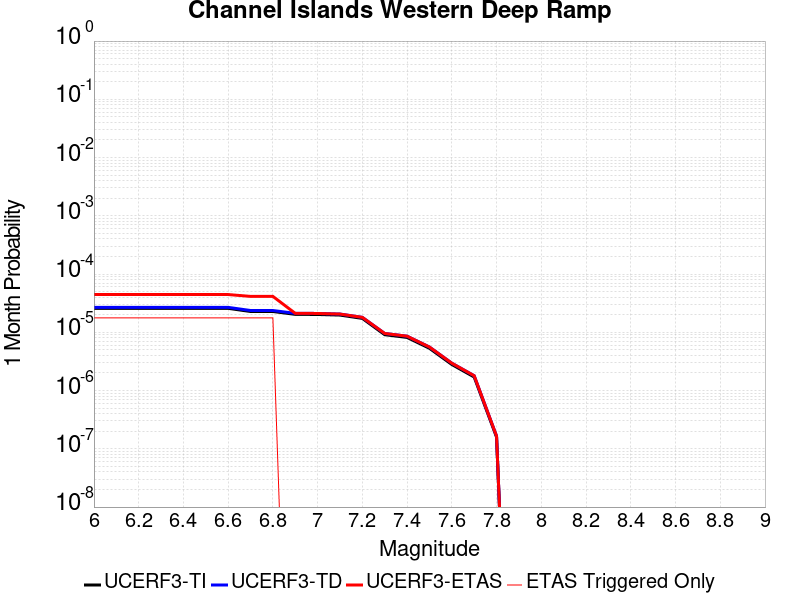 Channel Islands Western Deep Ramp
10^0
10^-1
10^-2
10^-3
10^-4
10^-5
10^-6
10^-7
10^-8
1 Month Probability
6 6.2 6.4 6.6 6.8 7 7.2 7.4 7.6 7.8 8 8.2 8.4 8.6 8.8 9
Magnitude
UCERF3-TI UCERF3-TD UCERF3-ETAS ETAS Triggered Only